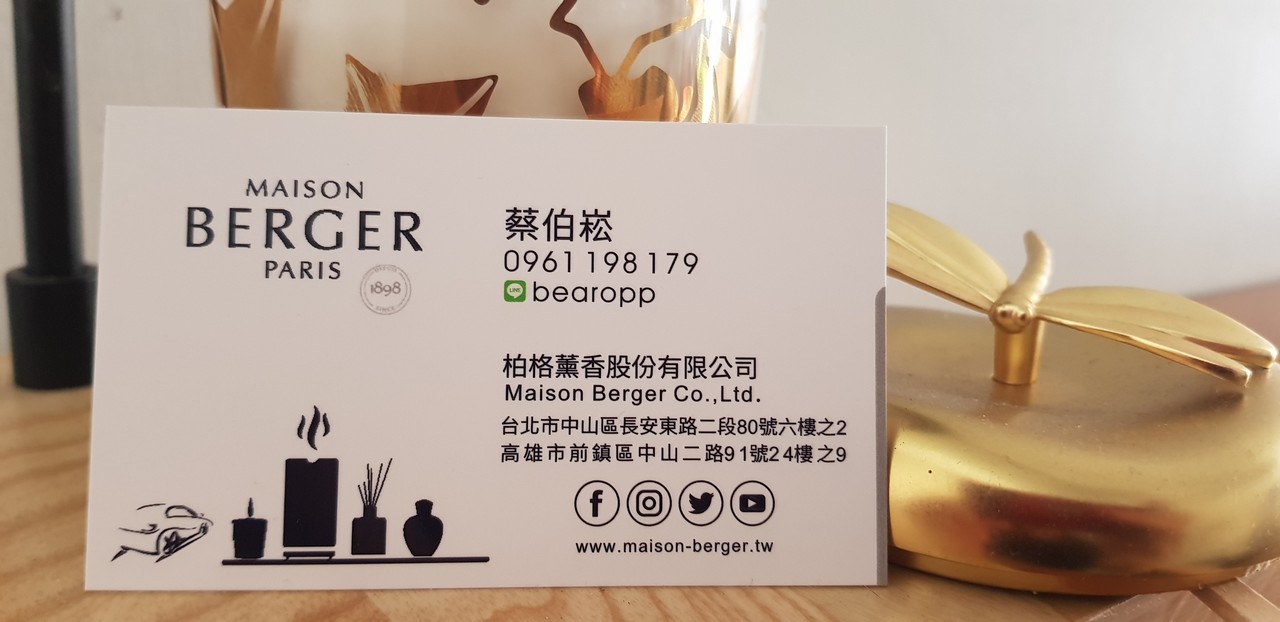 MAISON
BERGER
PARIS
1898
蔡伯崧
0961 198 179
LINE bearopp
柏格薰香股份有限公司
Maison Berger Co.,Ltd.
台北市中山區長安東路二段80號六樓之2
高雄市前鎮區中山二路91號24樓之9
www.maison-berger.tw